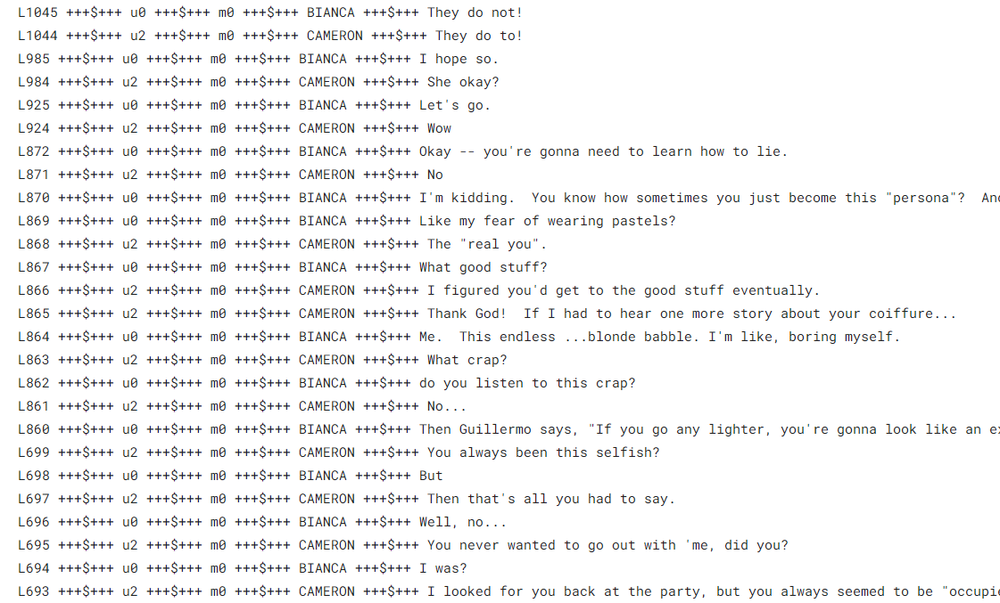 L1045 +++$+++ u0 +++$+++ m0 +++$+++ BIANCA +++$+++ They do not!
L1044 +++$+++ u2 +++$+++ m0 +++$+++ CAMERON +++$+++ They do to!
L985 +++$+++ u0 +++$+++ m0 +++$+++ BIANCA +++$+++ I hope so.
L984 +++$+++ u2 +++$+++ m0 +++$+++ CAMERON +++$+++ She okay?
L925 +++$+++ u0 +++$+++ m0 +++$+++ BIANCA +++$+++ Let's go.
L924 +++$+++ u2 +++$+++ m0 +++$+++ CAMERON +++$+++ Wow
L872 +++$+++ u0 +++$+++ m0 +++$+++ BIANCA +++$+++ Okay -- you're gonna need to learn how to lie.
L871 +++$+++ u2 +++$+++ m0 +++$+++ CAMERON +++$+++ No
L870 +++$+++ u0 +++$+++ m0 +++$+++ BIANCA +++$+++ I'm kidding.  You know how sometimes you just become this "persona"?
L869 +++$+++ u0 +++$+++ m0 +++$+++ BIANCA +++$+++ Like my fear of wearing pastels?
L868 +++$+++ u2 +++$+++ m0 +++$+++ CAMERON +++$+++ The "real you".
L867 +++$+++ u0 +++$+++ m0 +++$+++ BIANCA +++$+++ What good stuff?
L866 +++$+++ u2 +++$+++ m0 +++$+++ CAMERON +++$+++ I figured you'd get to the good stuff eventually.
L865 +++$+++ u2 +++$+++ m0 +++$+++ CAMERON +++$+++ Thank God!  If I had to hear one more story about your coiffure...
L864 +++$+++ u0 +++$+++ m0 +++$+++ BIANCA +++$+++ Me.  This endless ...blonde babble. I'm like, boring myself.
L863 +++$+++ u2 +++$+++ m0 +++$+++ CAMERON +++$+++ What crap?
L862 +++$+++ u0 +++$+++ m0 +++$+++ BIANCA +++$+++ do you listen to this crap?
L861 +++$+++ u2 +++$+++ m0 +++$+++ CAMERON +++$+++ No...
L860 +++$+++ u0 +++$+++ m0 +++$+++ BIANCA +++$+++ Then Guillermo says, "If you go any lighter, you're gonna look like an
L699 +++$+++ u2 +++$+++ m0 +++$+++ CAMERON +++$+++ You always been this selfish?
L698 +++$+++ u0 +++$+++ m0 +++$+++ BIANCA +++$+++ But
L697 +++$+++ u2 +++$+++ m0 +++$+++ CAMERON +++$+++ Then that's all you had to say.
L696 +++$+++ u0 +++$+++ m0 +++$+++ BIANCA +++$+++ Well, no...
L695 +++$+++ u2 +++$+++ m0 +++$+++ CAMERON +++$+++ You never wanted to go out with 'me, did you?
L694 +++$+++ u0 +++$+++ m0 +++$+++ BIANCA +++$+++ I was?
L693 +++$+++ u2 +++$+++ m0 +++$+++ CAMERON +++$+++ I looked for you back at the party, but you always seemed to be